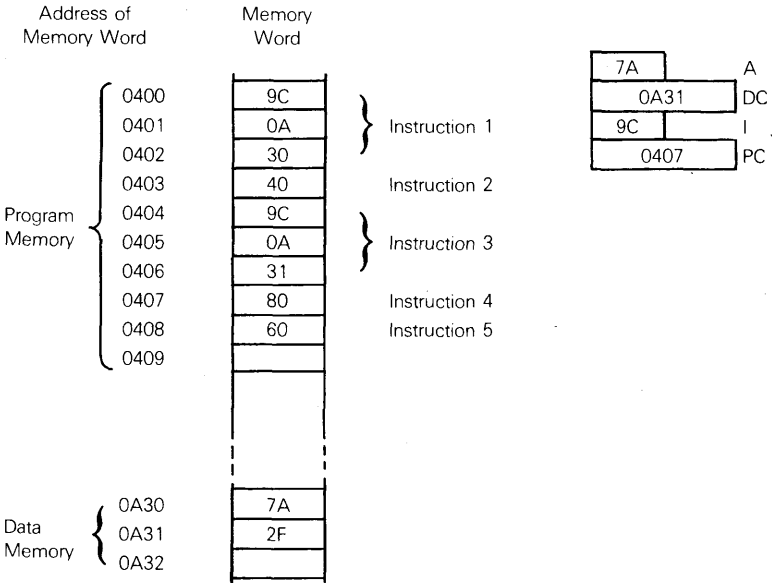 Address of
Memory Word
Memory
Word
7A A
0A31 DC
9C I
0407 PC
Program
Memory
0400 9C
0401 0A Instruction 1
0402 30
0403 40 Instruction 2
0404 9C
0405 0A Instruction 3
0406 31
0407 80 Instruction 4
0408 60 Instruction 5
0409
Data
Memory
0A30 7A
0A31 2F
0A32